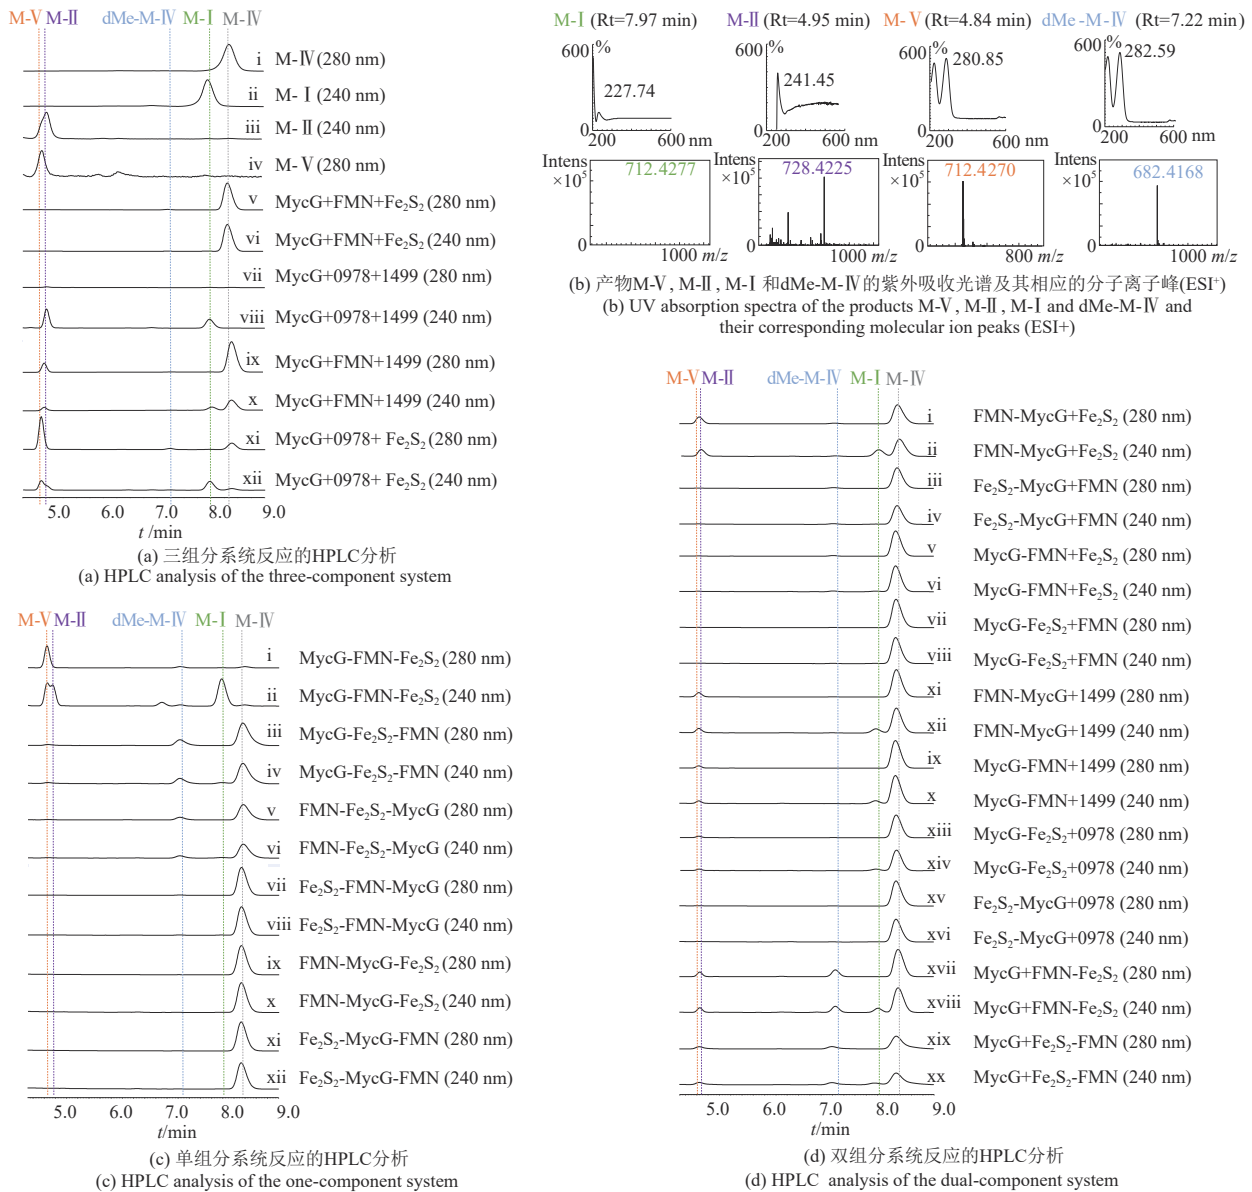 M-Ⅴ M-Ⅱ dMe-M-Ⅳ M-Ⅰ M-Ⅳ
i M-Ⅳ (280 nm)
ii M-Ⅰ (240 nm)
iii M-Ⅱ (240 nm)
iv M-Ⅴ (280 nm)
v MycG+FMN+Fe₂S₂ (280 nm)
vi MycG+FMN+Fe₂S₂ (240 nm)
vii MycG+0978+1499 (280 nm)
viii MycG+0978+1499 (240 nm)
ix MycG+FMN+1499 (280 nm)
x MycG+FMN+1499 (240 nm)
xi MycG+0978+ Fe₂S₂ (280 nm)
xii MycG+0978+ Fe₂S₂ (240 nm)
5.0 6.0 7.0 8.0 9.0
t /min
(a) 三组分系统反应的HPLC分析
(a) HPLC analysis of the three-component system
M-Ⅰ (Rt=7.97 min) M-Ⅱ (Rt=4.95 min) M-Ⅴ (Rt=4.84 min) dMe-M-Ⅳ (Rt=7.22 min)
600 % 600 % 600 % 600 %
227.74 241.45 280.85 282.59
0 0 0 0
200 600 nm 200 600 nm 200 600 nm 200 600 nm
Intens Intens Intens Intens
×10⁵ ×10⁵ ×10⁵ ×10⁵
712.4277 728.4225 712.4270 682.4168
0 0 0 0
1000 m/z 1000 m/z 800 m/z 1000 m/z
(b) 产物M-Ⅴ, M-Ⅱ, M-Ⅰ 和dMe-M-Ⅳ的紫外吸收光谱及其相应的分子离子峰(ESI⁺)
(b) UV absorption spectra of the products M-Ⅴ, M-Ⅱ, M-Ⅰ and dMe-M-Ⅳ and
their corresponding molecular ion peaks (ESI+)
M-Ⅴ M-Ⅱ dMe-M-Ⅳ M-Ⅰ M-Ⅳ
i MycG-FMN-Fe₂S₂ (280 nm)
ii MycG-FMN-Fe₂S₂ (240 nm)
iii MycG-Fe₂S₂-FMN (280 nm)
iv MycG-Fe₂S₂-FMN (240 nm)
v FMN-Fe₂S₂-MycG (280 nm)
vi FMN-Fe₂S₂-MycG (240 nm)
vii Fe₂S₂-FMN-MycG (280 nm)
viii Fe₂S₂-FMN-MycG (240 nm)
ix FMN-MycG-Fe₂S₂ (280 nm)
x FMN-MycG-Fe₂S₂ (240 nm)
xi Fe₂S₂-MycG-FMN (280 nm)
xii Fe₂S₂-MycG-FMN (240 nm)
5.0 6.0 7.0 8.0 9.0
t/min
(c) 单组分系统反应的HPLC分析
(c) HPLC analysis of the one-component system
M-Ⅴ M-Ⅱ dMe-M-Ⅳ M-Ⅰ M-Ⅳ
i FMN-MycG+Fe₂S₂ (280 nm)
ii FMN-MycG+Fe₂S₂ (240 nm)
iii Fe₂S₂-MycG+FMN (280 nm)
iv Fe₂S₂-MycG+FMN (240 nm)
v MycG-FMN+Fe₂S₂ (280 nm)
vi MycG-FMN+Fe₂S₂ (240 nm)
vii MycG-Fe₂S₂+FMN (280 nm)
viii MycG-Fe₂S₂+FMN (240 nm)
xi FMN-MycG+1499 (280 nm)
xii FMN-MycG+1499 (240 nm)
ix MycG-FMN+1499 (280 nm)
x MycG-FMN+1499 (240 nm)
xiii MycG-Fe₂S₂+0978 (280 nm)
xiv MycG-Fe₂S₂+0978 (240 nm)
xv Fe₂S₂-MycG+0978 (280 nm)
xvi Fe₂S₂-MycG+0978 (240 nm)
xvii MycG+FMN-Fe₂S₂ (280 nm)
xviii MycG+FMN-Fe₂S₂ (240 nm)
xix MycG+Fe₂S₂-FMN (280 nm)
xx MycG+Fe₂S₂-FMN (240 nm)
5.0 6.0 7.0 8.0 9.0
t/min
(d) 双组分系统反应的HPLC分析
(d) HPLC analysis of the dual-component system